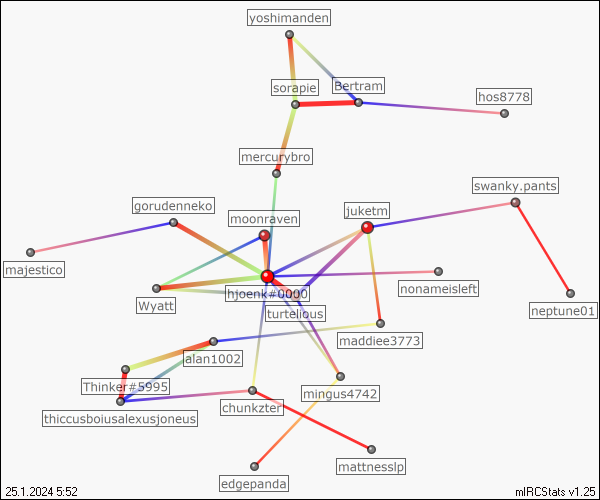 yoshimanden
sorapie
Bertram
hos8778
mercurybro
swanky.pants
gorudenneko
juketm
moonraven
majestico
nonameisleft
hjoenk#0000
Wyatt
turtelious
neptune01
maddiee3773
alan1002
Thinker#5995
mingus4742
chunkzter
thiccusboiusalexusjoneus
mattnesslp
edgepanda
25.1.2024 5:52
mIRCStats v1.25